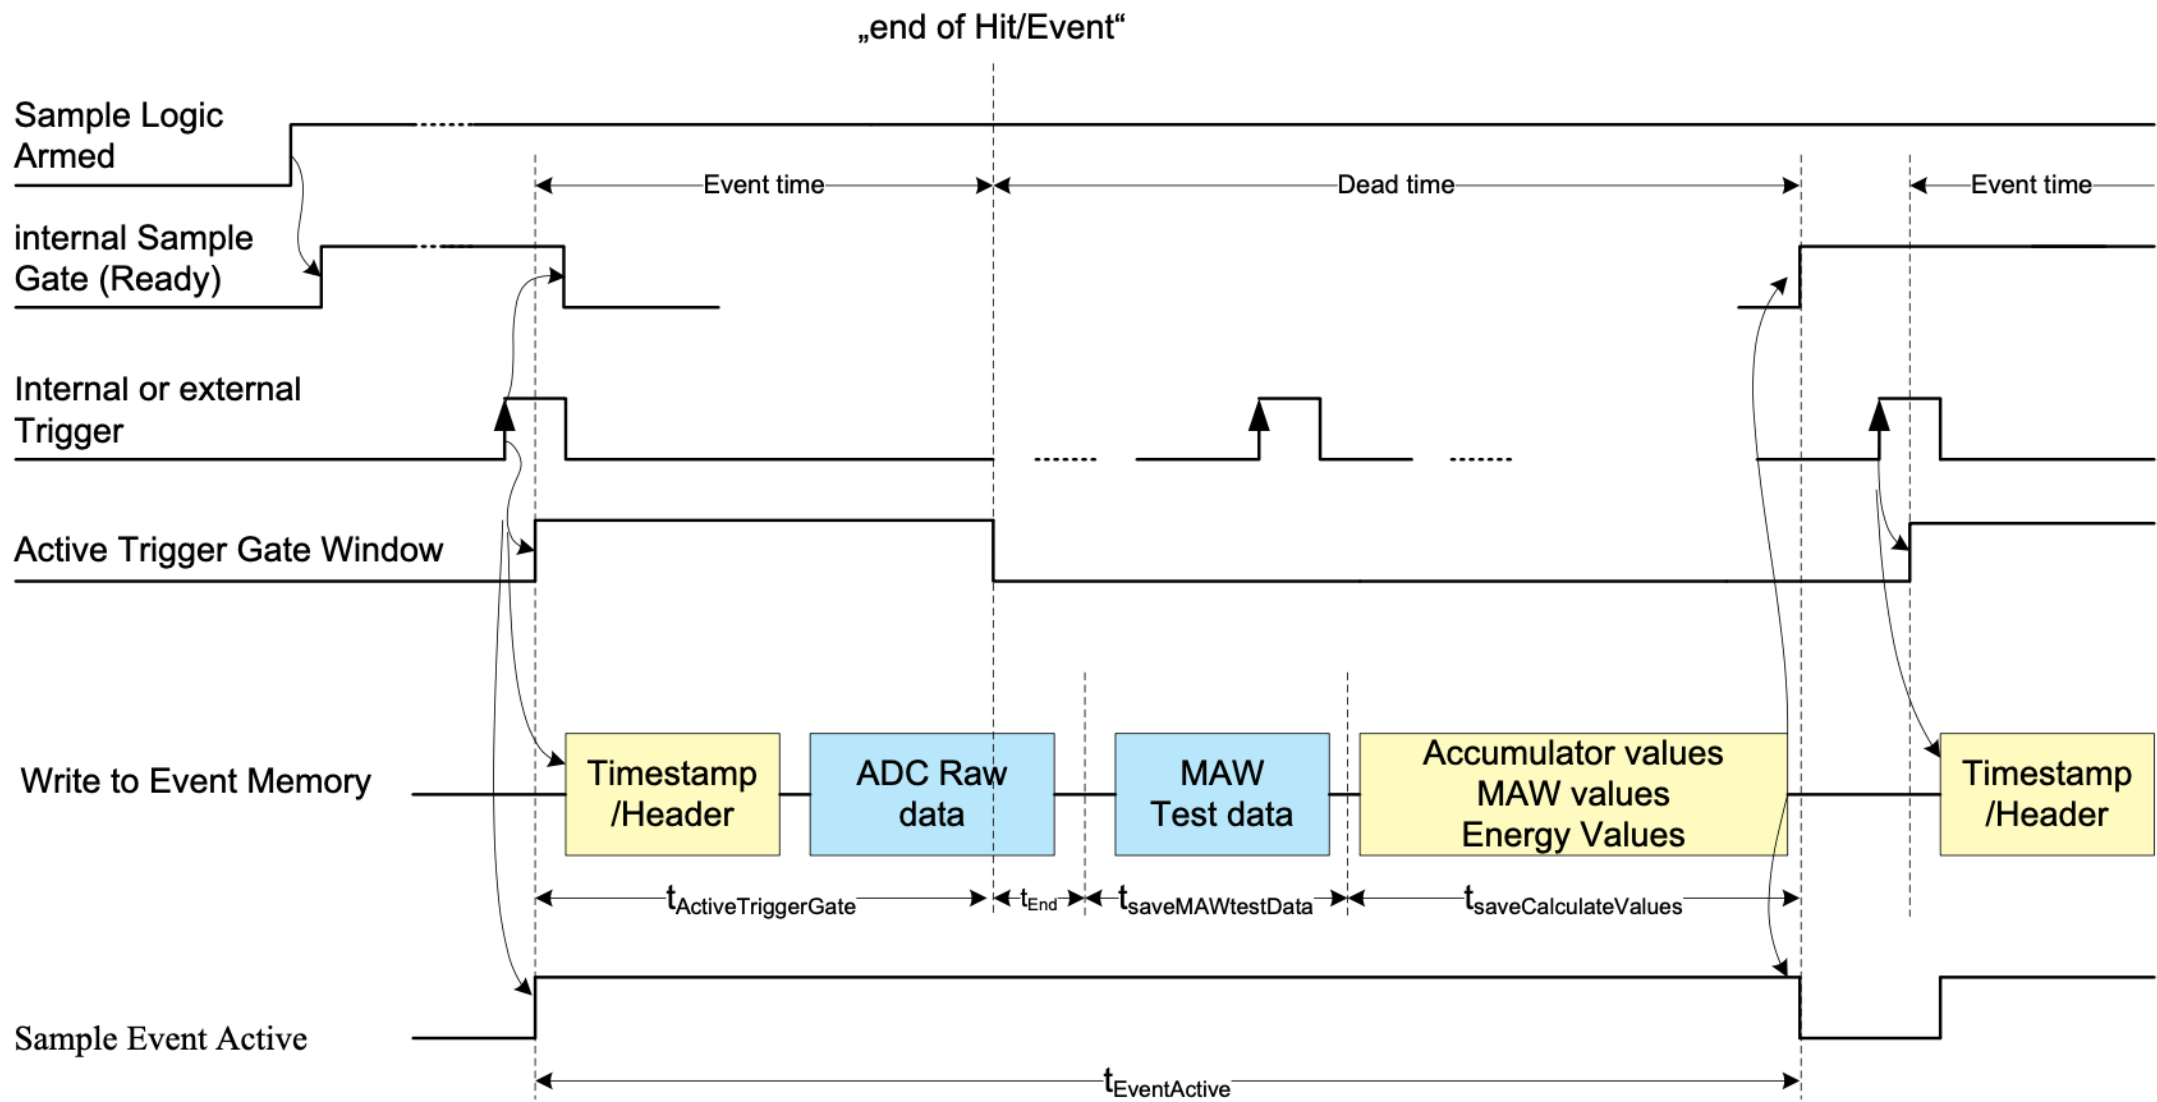 „end of Hit/Event“
Sample Logic
Armed
Event time
Dead time
Event time
internal Sample
Gate (Ready)
Internal or external
Trigger
Active Trigger Gate Window
Write to Event Memory
Timestamp
/Header
ADC Raw
data
MAW
Test data
Accumulator values
MAW values
Energy Values
Timestamp
/Header
tActiveTriggerGate
tEnd
tsaveMAWtestData
tsaveCalculateValues
Sample Event Active
tEventActive